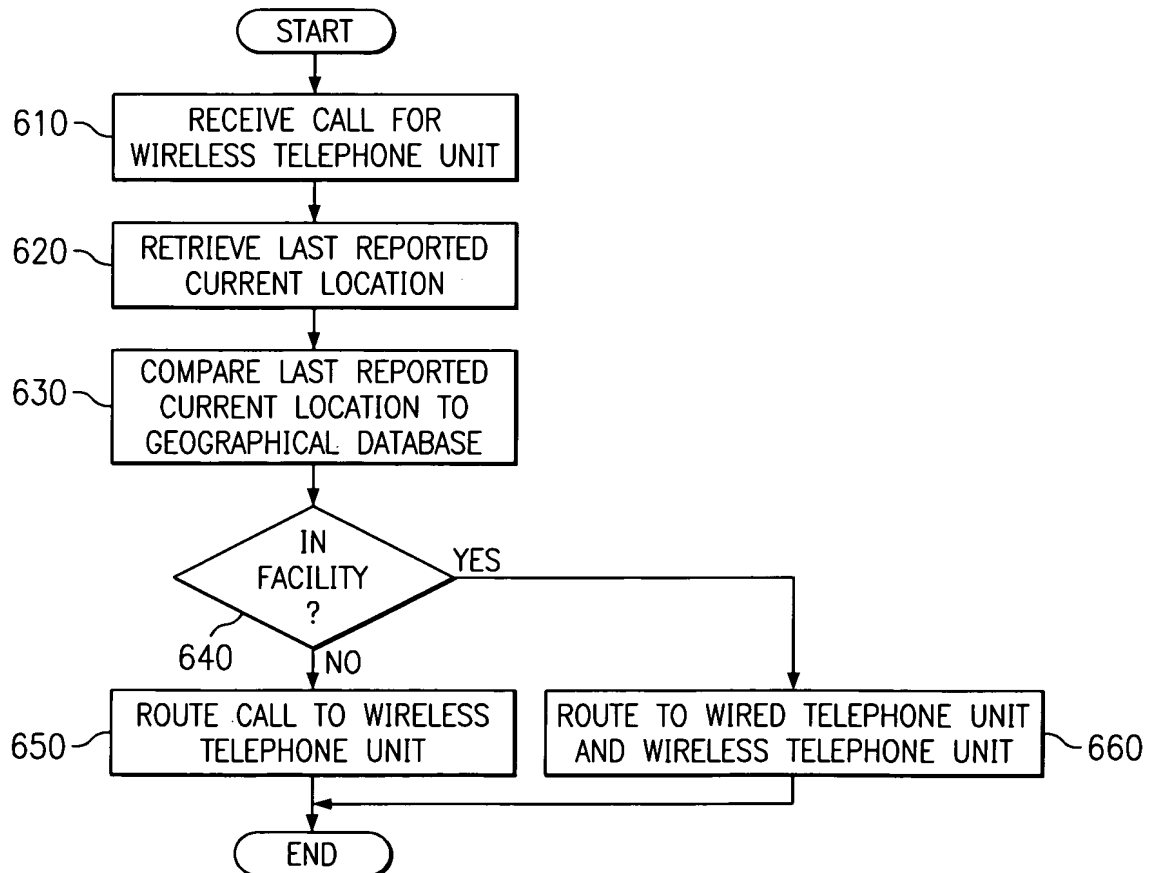 START
610
RECEIVE CALL FOR
WIRELESS TELEPHONE UNIT
620
RETRIEVE LAST REPORTED
CURRENT LOCATION
630
COMPARE LAST REPORTED
CURRENT LOCATION TO
GEOGRAPHICAL DATABASE
IN
FACILITY
?
YES
640
NO
650
ROUTE CALL TO WIRELESS
TELEPHONE UNIT
ROUTE TO WIRED TELEPHONE UNIT
AND WIRELESS TELEPHONE UNIT
660
END